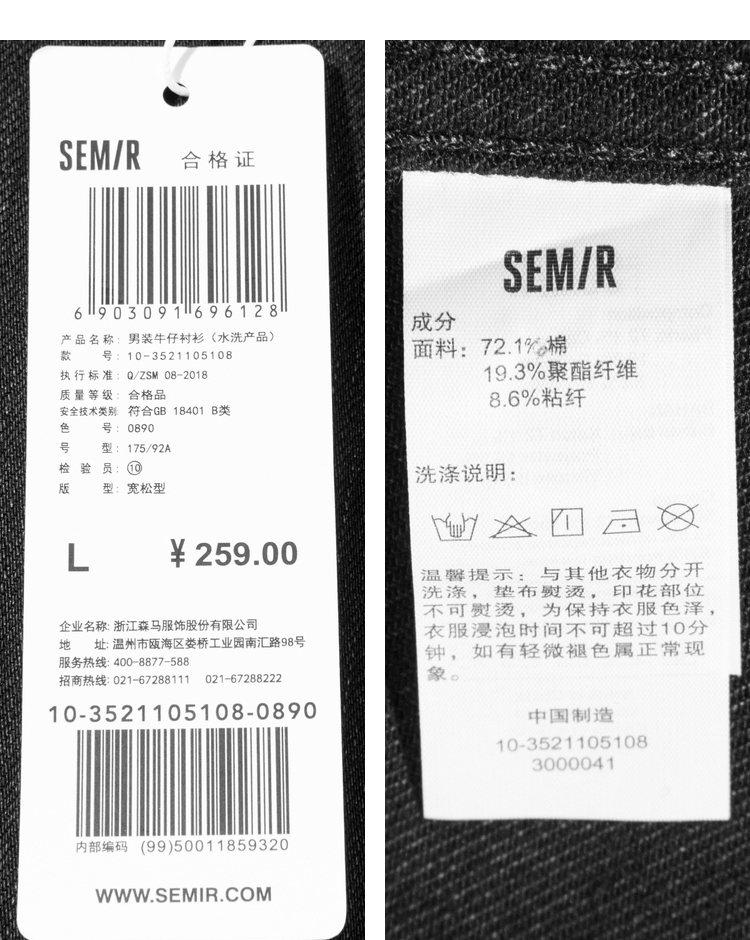 SEMIR 合格证
6 903091 696128
产品名称: 男装牛仔衬衫（水洗产品）
款 号: 10-3521105108
执行标准: Q/ZSM 08-2018
质量等级: 合格品
安全技术类别: 符合GB 18401 B类
色 号: 0890
号 型: 175/92A
检 验 员: ⑩
版 型: 宽松型
L ¥ 259.00
企业名称: 浙江森马服饰股份有限公司
地 址: 温州市瓯海区娄桥工业园南汇路98号
服务热线: 400-8877-588
招商热线: 021-67288111 021-67288222
10-3521105108-0890
内部编码 (99)50011859320
WWW.SEMIR.COM
SEMIR
成分
面料: 72.1%棉
19.3%聚酯纤维
8.6%粘纤
洗涤说明:
温馨提示: 与其他衣物分开
洗涤，垫布熨烫，印花部位
不可熨烫，为保持衣服色泽，
衣服浸泡时间不可超过10分
钟，如有轻微褪色属正常现
象。
中国制造
10-3521105108
3000041